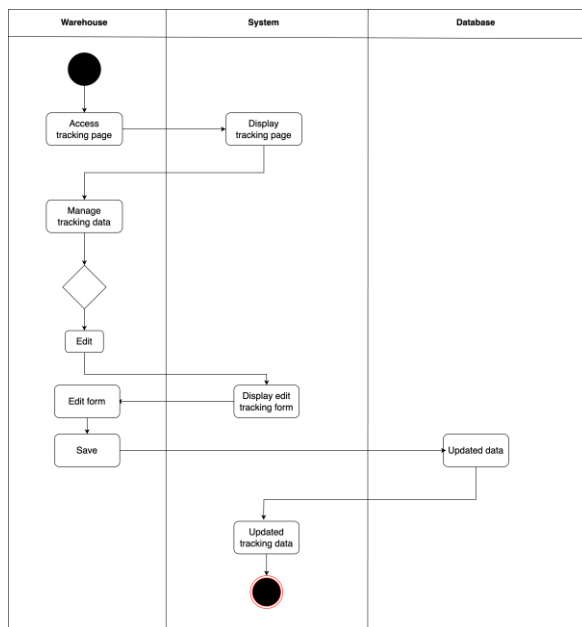 Warehouse
System
Database
Access
tracking page
Display
tracking page
Manage
tracking data
Edit
Display edit
tracking form
Edit form
Save
Updated data
Updated
tracking data